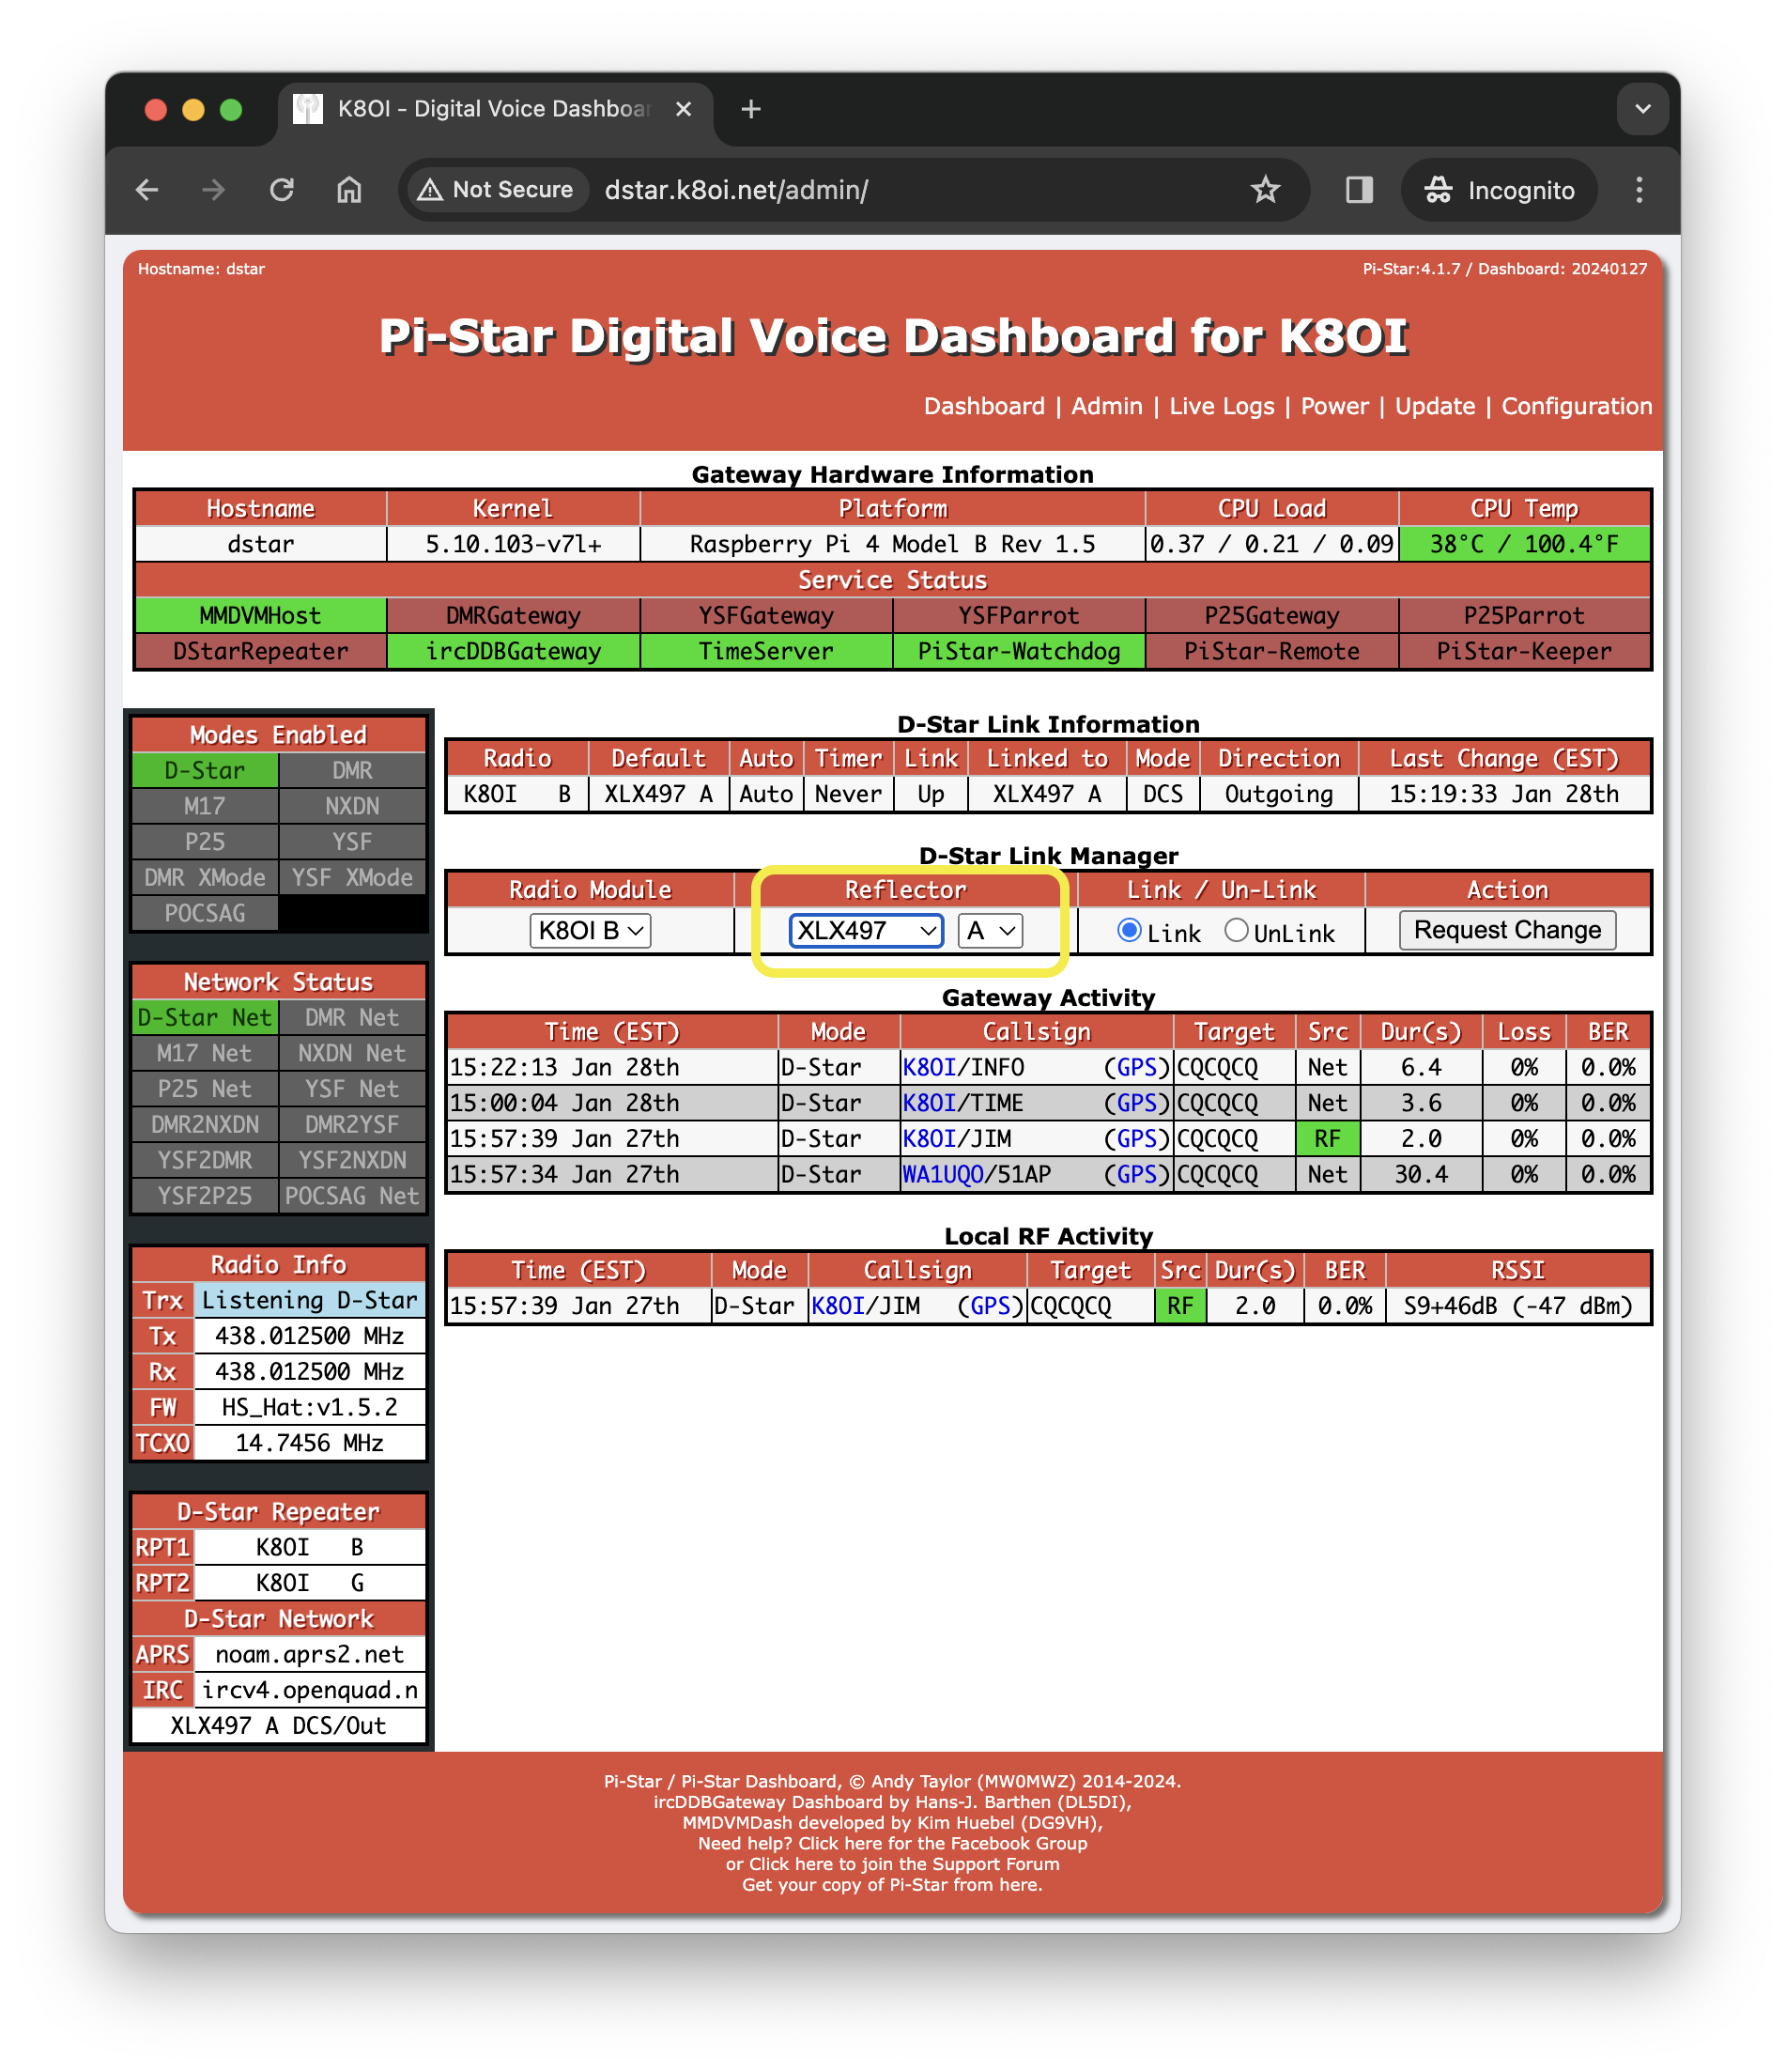 K8OI - Digital Voice Dashboar
Not Secure dstar.k8oi.net/admin/ Incognito
Hostname: dstar Pi-Star:4.1.7 / Dashboard: 20240127
Pi-Star Digital Voice Dashboard for K8OI
Dashboard | Admin | Live Logs | Power | Update | Configuration
Gateway Hardware Information
Hostname Kernel Platform CPU Load CPU Temp
dstar 5.10.103-v7l+ Raspberry Pi 4 Model B Rev 1.5 0.37 / 0.21 / 0.09 38°C / 100.4°F
Service Status
MMDVMHost DMRGateway YSFGateway YSFParrot P25Gateway P25Parrot
DStarRepeater ircDDBGateway TimeServer PiStar-Watchdog PiStar-Remote PiStar-Keeper
Modes Enabled
D-Star DMR
M17 NXDN
P25 YSF
DMR XMode YSF XMode
POCSAG
Network Status
D-Star Net DMR Net
M17 Net NXDN Net
P25 Net YSF Net
DMR2NXDN DMR2YSF
YSF2DMR YSF2NXDN
YSF2P25 POCSAG Net
Radio Info
Trx Listening D-Star
Tx 438.012500 MHz
Rx 438.012500 MHz
FW HS_Hat:v1.5.2
TCXO 14.7456 MHz
D-Star Repeater
RPT1 K8OI B
RPT2 K8OI G
D-Star Network
APRS noam.aprs2.net
IRC ircv4.openquad.n
XLX497 A DCS/Out
D-Star Link Information
Radio Default Auto Timer Link Linked to Mode Direction Last Change (EST)
K8OI B XLX497 A Auto Never Up XLX497 A DCS Outgoing 15:19:33 Jan 28th
D-Star Link Manager
Radio Module Reflector Link / Un-Link Action
K8OI B XLX497 A Link UnLink Request Change
Gateway Activity
Time (EST) Mode Callsign Target Src Dur(s) Loss BER
15:22:13 Jan 28th D-Star K8OI/INFO (GPS) CQCQCQ Net 6.4 0% 0.0%
15:00:04 Jan 28th D-Star K8OI/TIME (GPS) CQCQCQ Net 3.6 0% 0.0%
15:57:39 Jan 27th D-Star K8OI/JIM (GPS) CQCQCQ RF 2.0 0% 0.0%
15:57:34 Jan 27th D-Star WA1UQO/51AP (GPS) CQCQCQ Net 30.4 0% 0.0%
Local RF Activity
Time (EST) Mode Callsign Target Src Dur(s) BER RSSI
15:57:39 Jan 27th D-Star K8OI/JIM (GPS) CQCQCQ RF 2.0 0.0% S9+46dB (-47 dBm)
Pi-Star / Pi-Star Dashboard, © Andy Taylor (MW0MWZ) 2014-2024.
ircDDBGateway Dashboard by Hans-J. Barthen (DL5DI),
MMDVMDash developed by Kim Huebel (DG9VH),
Need help? Click here for the Facebook Group
or Click here to join the Support Forum
Get your copy of Pi-Star from here.